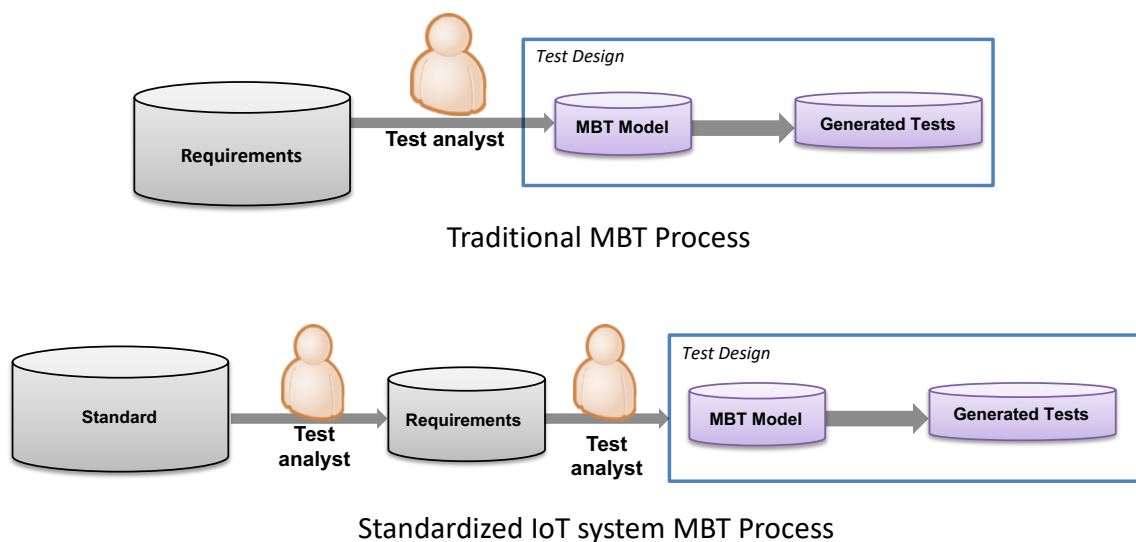 Test Design
Requirements
Test analyst
MBT Model
Generated Tests
Traditional MBT Process
Standard
Test
analyst
Requirements
Test
analyst
Test Design
MBT Model
Generated Tests
Standardized IoT system MBT Process